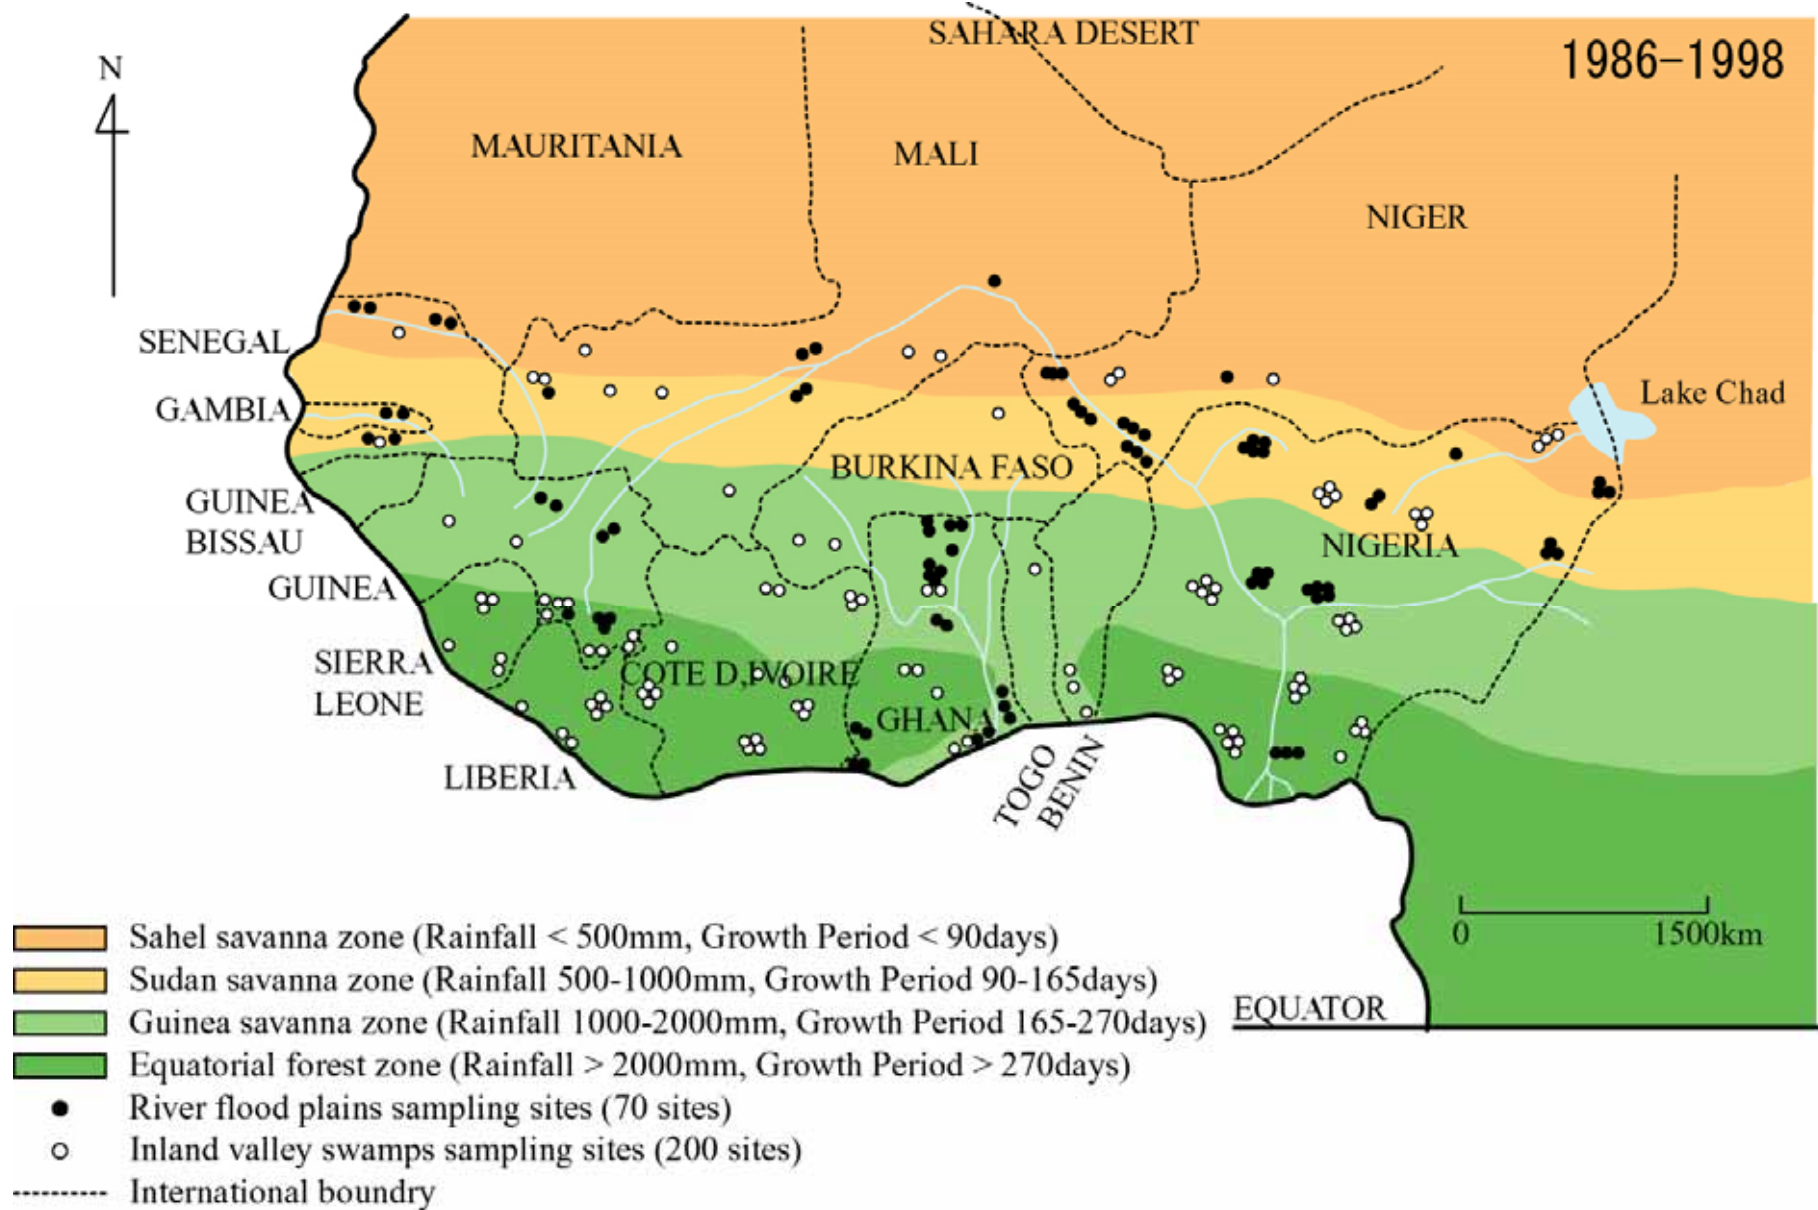 SAHARA DESERT
1986-1998
N
MAURITANIA
MALI
NIGER
SENEGAL
GAMBIA
Lake Chad
BURKINA FASO
GUINEA
BISSAU
NIGERIA
GUINEA
SIERRA
LEONE
COTE D,IVOIRE
GHANA
LIBERIA
TOGO
BENIN
0 1500km
EQUATOR
Sahel savanna zone (Rainfall < 500mm, Growth Period < 90days)
Sudan savanna zone (Rainfall 500-1000mm, Growth Period 90-165days)
Guinea savanna zone (Rainfall 1000-2000mm, Growth Period 165-270days)
Equatorial forest zone (Rainfall > 2000mm, Growth Period > 270days)
River flood plains sampling sites (70 sites)
Inland valley swamps sampling sites (200 sites)
International boundry